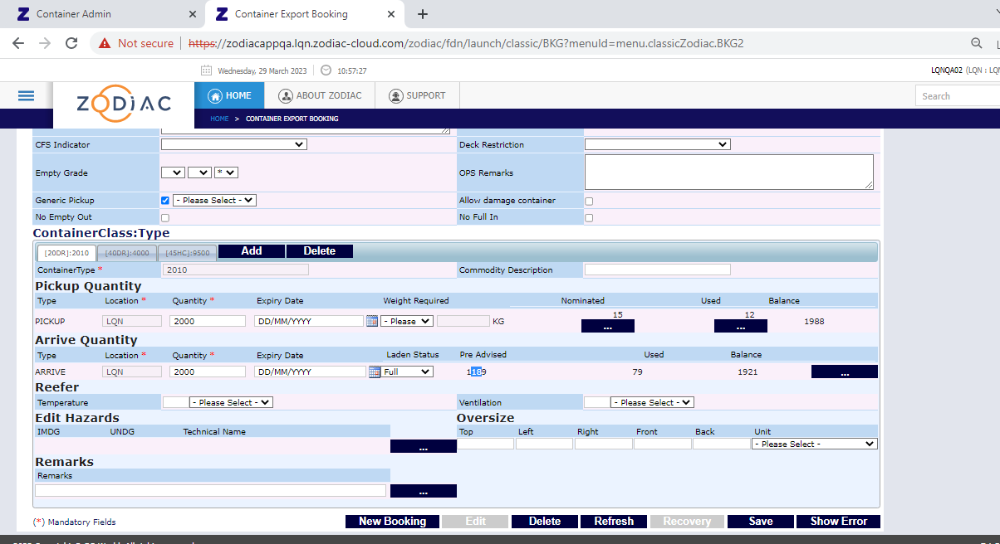 Container Admin
Container Export Booking
Not secure
https://zodiacappqa.lqn.zodiac-cloud.com/zodiac/fdn/launch/classic/BKG?menuId=menu.classicZodiac.BKG2
Wednesday, 29 March 2023 10:57:27
LQNQA02 (LQN :
ZODIAC
HOME ABOUT ZODIAC SUPPORT
Search
HOME > CONTAINER EXPORT BOOKING
CFS Indicator Deck Restriction
Empty Grade * OPS Remarks
Generic Pickup - Please Select - Allow damage container
No Empty Out No Full In
ContainerClass:Type
[20DR]:2010 [40DR]:4000 [45HC]:9500 Add Delete
ContainerType * 2010 Commodity Description
Pickup Quantity
Type Location * Quantity * Expiry Date Weight Required Nominated Used Balance
PICKUP LQN 2000 DD/MM/YYYY - Please KG 15 ... 12 ... 1988
Arrive Quantity
Type Location * Quantity * Expiry Date Laden Status Pre Advised Used Balance
ARRIVE LQN 2000 DD/MM/YYYY Full 1189 79 1921 ...
Reefer
Temperature - Please Select - Ventilation - Please Select -
Edit Hazards Oversize
IMDG UNDG Technical Name Top Left Right Front Back Unit
... - Please Select -
Remarks
Remarks
...
(*) Mandatory Fields New Booking Edit Delete Refresh Recovery Save Show Error